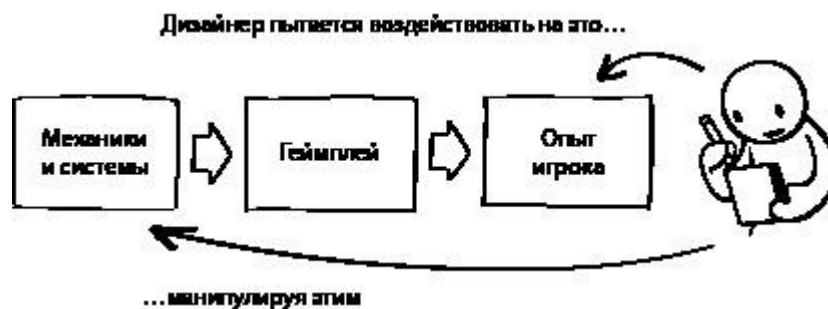 Дизайнер пытается воздействовать на это...
Механики
и системы
Геймплей
Опыт
игрока
...манипулируя этим